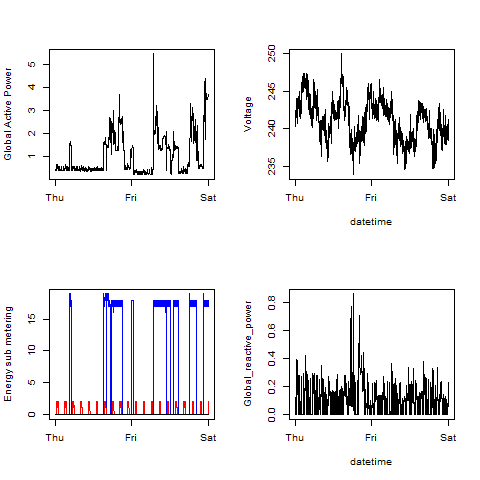 Global Active Power
5
4
3
2
1
Thu Fri Sat
Voltage
250
245
240
235
Thu Fri Sat
datetime
Energy sub metering
15
10
5
0
Thu Fri Sat
Global_reactive_power
0.8
0.6
0.4
0.2
0.0
Thu Fri Sat
datetime